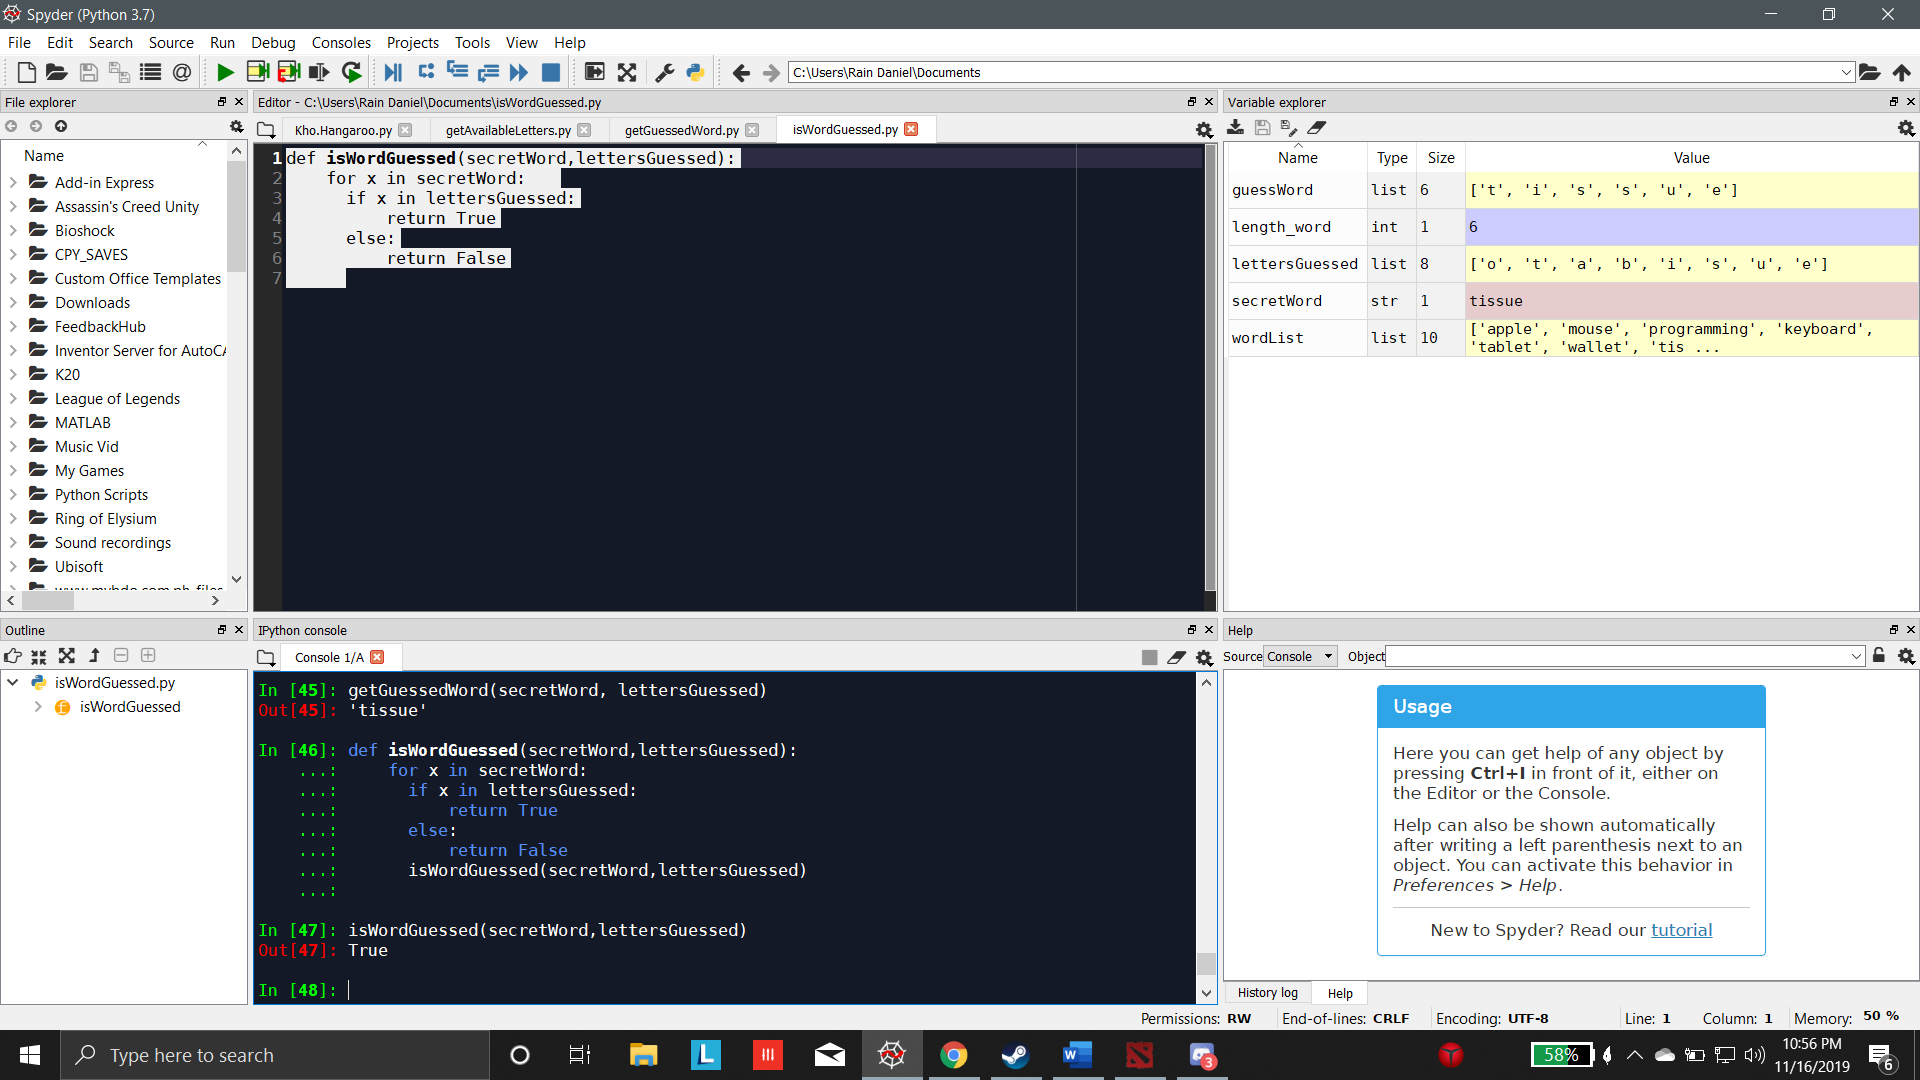 Spyder (Python 3.7)
File Edit Search Source Run Debug Consoles Projects Tools View Help
C:\Users\Rain Daniel\Documents
File explorer
Name
Add-in Express
Assassin's Creed Unity
Bioshock
CPY_SAVES
Custom Office Templates
Downloads
FeedbackHub
Inventor Server for AutoCA
K20
League of Legends
MATLAB
Music Vid
My Games
Python Scripts
Ring of Elysium
Sound recordings
Ubisoft
Editor - C:\Users\Rain Daniel\Documents\isWordGuessed.py
Kho.Hangaroo.py getAvailableLetters.py getGuessedWord.py isWordGuessed.py
1 def isWordGuessed(secretWord,lettersGuessed):
2     for x in secretWord:
3       if x in lettersGuessed:
4           return True
5       else:
6           return False
7
Variable explorer
Name Type Size Value
guessWord list 6 ['t', 'i', 's', 's', 'u', 'e']
length_word int 1 6
lettersGuessed list 8 ['o', 't', 'a', 'b', 'i', 's', 'u', 'e']
secretWord str 1 tissue
wordList list 10 ['apple', 'mouse', 'programming', 'keyboard',
'tablet', 'wallet', 'tis ...
Outline
isWordGuessed.py
isWordGuessed
IPython console
Console 1/A
In [45]: getGuessedWord(secretWord, lettersGuessed)
Out[45]: 'tissue'
In [46]: def isWordGuessed(secretWord,lettersGuessed):
...:     for x in secretWord:
...:       if x in lettersGuessed:
...:           return True
...:       else:
...:           return False
...:       isWordGuessed(secretWord,lettersGuessed)
...:
In [47]: isWordGuessed(secretWord,lettersGuessed)
Out[47]: True
In [48]:
Help
Source Console Object
Usage
Here you can get help of any object by
pressing Ctrl+I in front of it, either on
the Editor or the Console.
Help can also be shown automatically
after writing a left parenthesis next to an
object. You can activate this behavior in
Preferences > Help.
New to Spyder? Read our tutorial
History log Help
Permissions: RW End-of-lines: CRLF Encoding: UTF-8 Line: 1 Column: 1 Memory: 50 %
Type here to search
L
W
3
58%
10:56 PM
11/16/2019
6